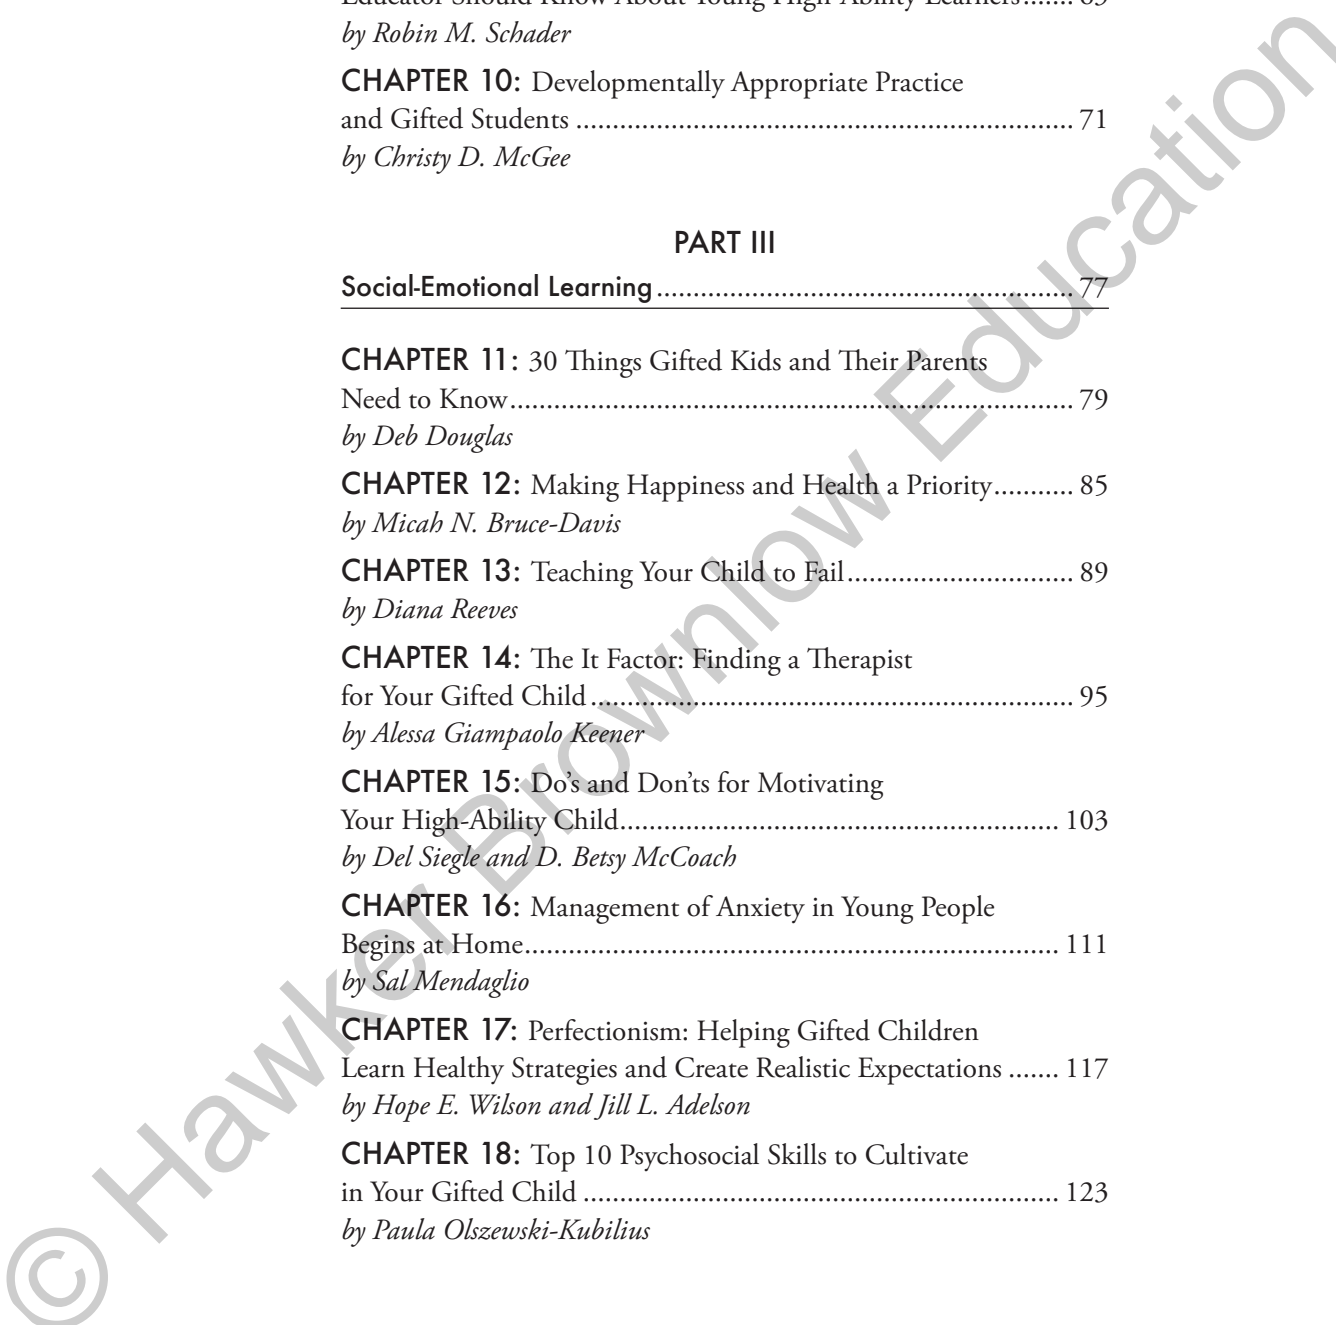 Educator Should Know About Young High-Ability Learners....... 65
by Robin M. Schader
CHAPTER 10: Developmentally Appropriate Practice
and Gifted Students .................................................................... 71
by Christy D. McGee
PART III
Social-Emotional Learning......................................................... 77
CHAPTER 11: 30 Things Gifted Kids and Their Parents
Need to Know............................................................................. 79
by Deb Douglas
CHAPTER 12: Making Happiness and Health a Priority........... 85
by Micah N. Bruce-Davis
CHAPTER 13: Teaching Your Child to Fail............................... 89
by Diana Reeves
CHAPTER 14: The It Factor: Finding a Therapist
for Your Gifted Child .................................................................. 95
by Alessa Giampaolo Keener
CHAPTER 15: Do's and Don'ts for Motivating
Your High-Ability Child............................................................ 103
by Del Siegle and D. Betsy McCoach
CHAPTER 16: Management of Anxiety in Young People
Begins at Home......................................................................... 111
by Sal Mendaglio
CHAPTER 17: Perfectionism: Helping Gifted Children
Learn Healthy Strategies and Create Realistic Expectations ....... 117
by Hope E. Wilson and Jill L. Adelson
CHAPTER 18: Top 10 Psychosocial Skills to Cultivate
in Your Gifted Child ................................................................. 123
by Paula Olszewski-Kubilius
© Hawker Brownlow Education